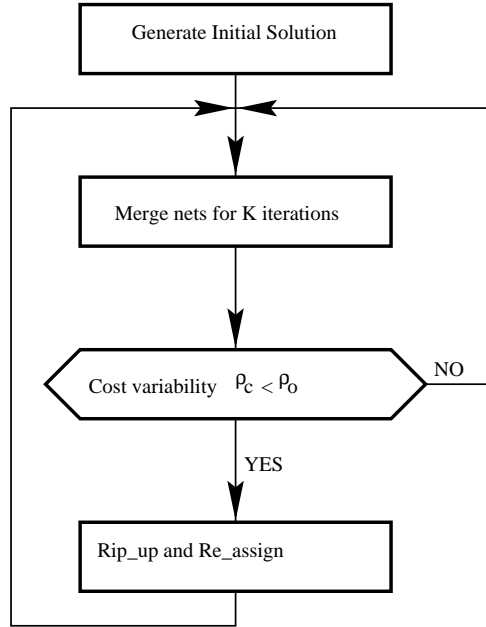 Generate Initial Solution
Merge nets for K iterations
Cost variability ρc < ρo
NO
YES
Rip_up and Re_assign